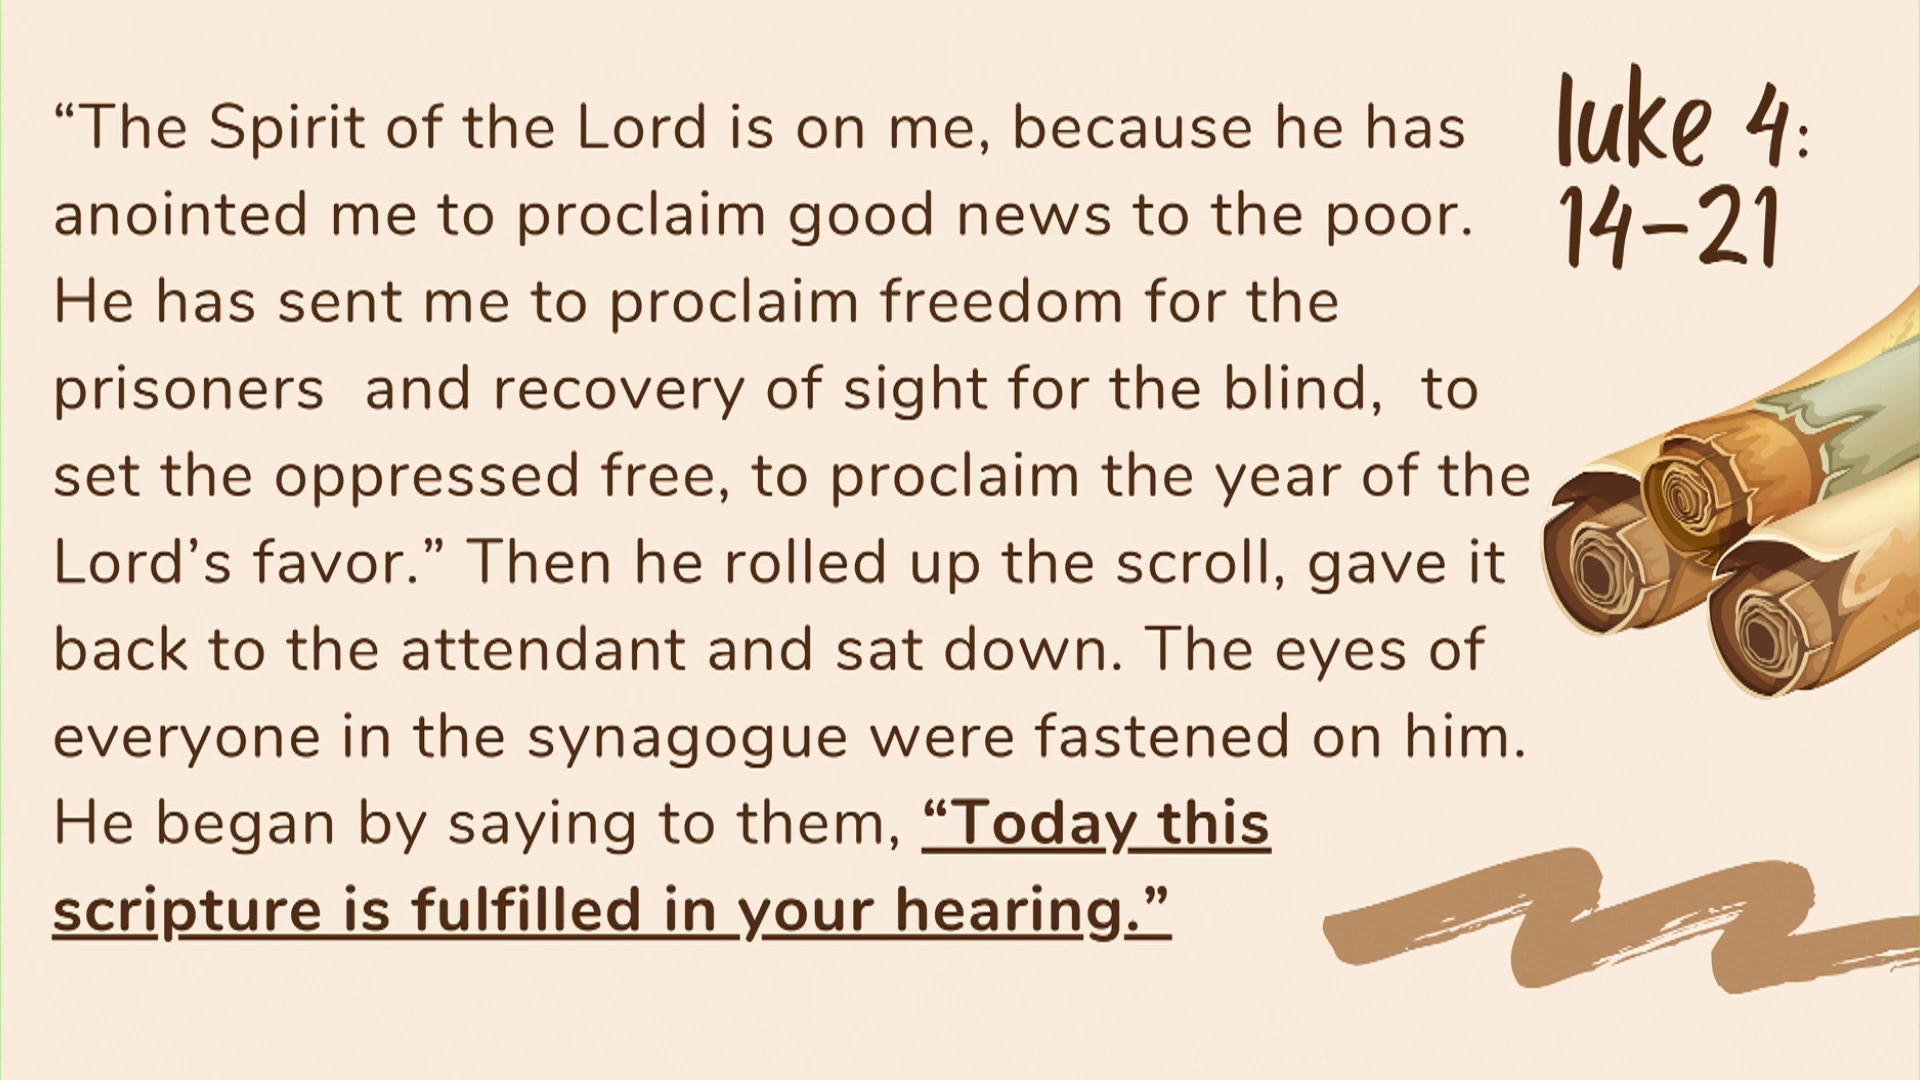 “The Spirit of the Lord is on me, because he has
anointed me to proclaim good news to the poor.
He has sent me to proclaim freedom for the
prisoners  and recovery of sight for the blind,  to
set the oppressed free, to proclaim the year of the
Lord’s favor.” Then he rolled up the scroll, gave it
back to the attendant and sat down. The eyes of
everyone in the synagogue were fastened on him.
He began by saying to them, “Today this
scripture is fulfilled in your hearing.”
luke 4:
14-21